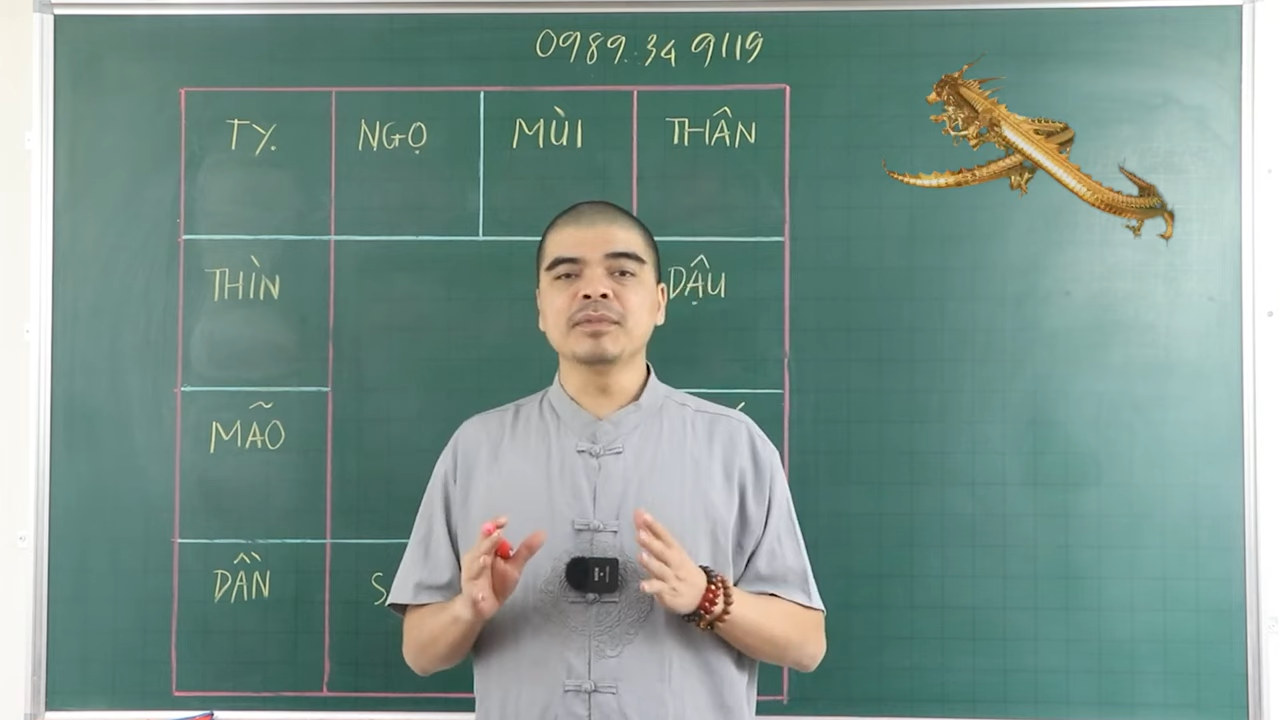 0989.34 9119
TỴ. NGỌ MÙI THÂN
THÌN DẬU
MÃO
DẦN S